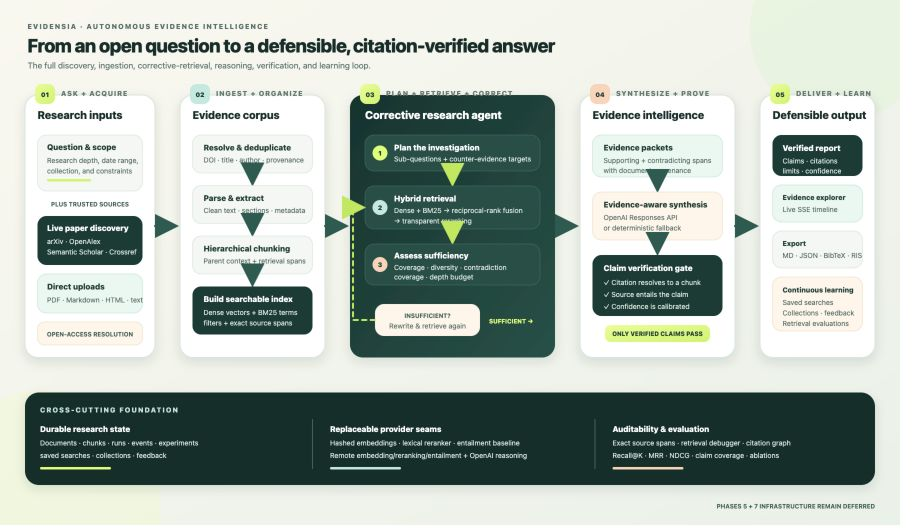 EVIDENSIA · AUTONOMOUS EVIDENCE INTELLIGENCE
From an open question to a defensible, citation-verified answer
The full discovery, ingestion, corrective-retrieval, reasoning, verification, and learning loop.
01 ASK + ACQUIRE
Research inputs
Question & scope
Research depth, date range,
collection, and constraints
PLUS TRUSTED SOURCES
Live paper discovery
arXiv · OpenAlex
Semantic Scholar · Crossref
Direct uploads
PDF · Markdown · HTML · text
OPEN-ACCESS RESOLUTION
02 INGEST + ORGANIZE
Evidence corpus
Resolve & deduplicate
DOI · title · author · provenance
Parse & extract
Clean text · sections · metadata
Hierarchical chunking
Parent context + retrieval spans
Build searchable index
Dense vectors + BM25 terms
filters + exact source spans
03 PLAN + RETRIEVE + CORRECT
Corrective research agent
1 Plan the investigation
Sub-questions + counter-evidence targets
2 Hybrid retrieval
Dense + BM25 → reciprocal-rank fusion
→ transparent reranking
3 Assess sufficiency
Coverage · diversity · contradiction
coverage · depth budget
INSUFFICIENT?
Rewrite & retrieve again
SUFFICIENT →
04 SYNTHESIZE + PROVE
Evidence intelligence
Evidence packets
Supporting + contradicting spans
with document
Evidence-aware synthesis
OpenAI Responses API
or deterministic fallback
Claim verification gate
✓ Citation resolves to a chunk
✓ Source entails the claim
✓ Confidence is calibrated
ONLY VERIFIED CLAIMS PASS
05 DELIVER + LEARN
Defensible output
Verified report
Claims · citations
limits · confidence
Evidence explorer
Live SSE timeline
Export
MD · JSON · BibTeX · RIS
Continuous learning
Saved searches
Collections · feedback
Retrieval evaluations
CROSS-CUTTING FOUNDATION
Durable research state
Documents · chunks · runs · events · experiments
saved searches · collections · feedback
Replaceable provider seams
Hashed embeddings · lexical reranker · entailment baseline
Remote embedding/reranking/entailment + OpenAI reasoning
Auditability & evaluation
Exact source spans · retrieval debugger · citation graph
Recall@K · MRR · NDCG · claim coverage · ablations
PHASES 5 + 7 INFRASTRUCTURE REMAIN DEFERRED